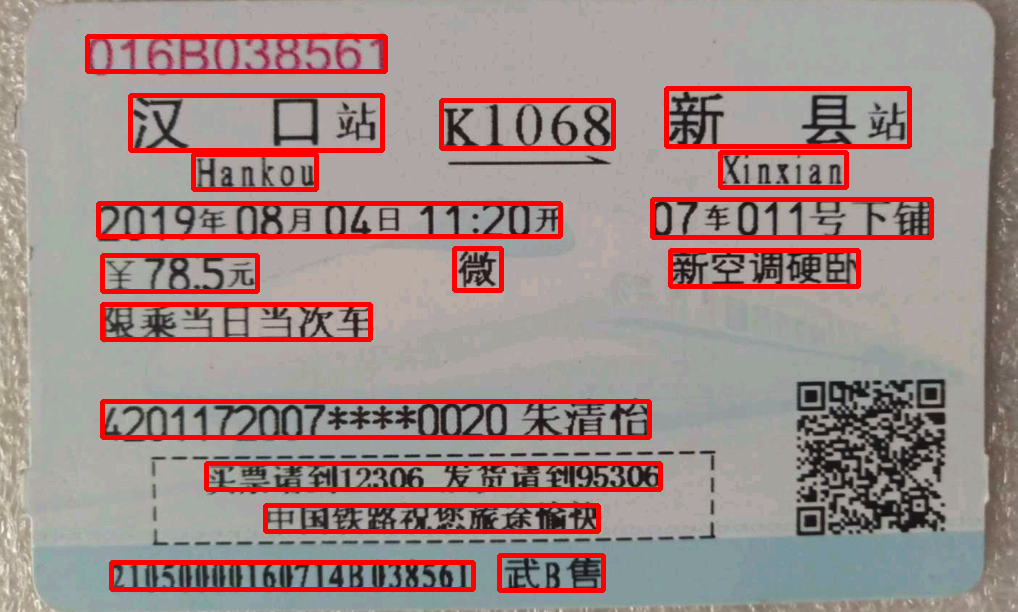 016B038561
汉口站 K1068 新县站
Hankou Xinxian
2019年08月04日 11:20开 07车011号下铺
￥78.5元 微 新空调硬卧
限乘当日当次车
4201172007****0020 朱清怡
买票请到12306 发货请到95306
中国铁路祝您旅途愉快
21050000160714B038561 武B售